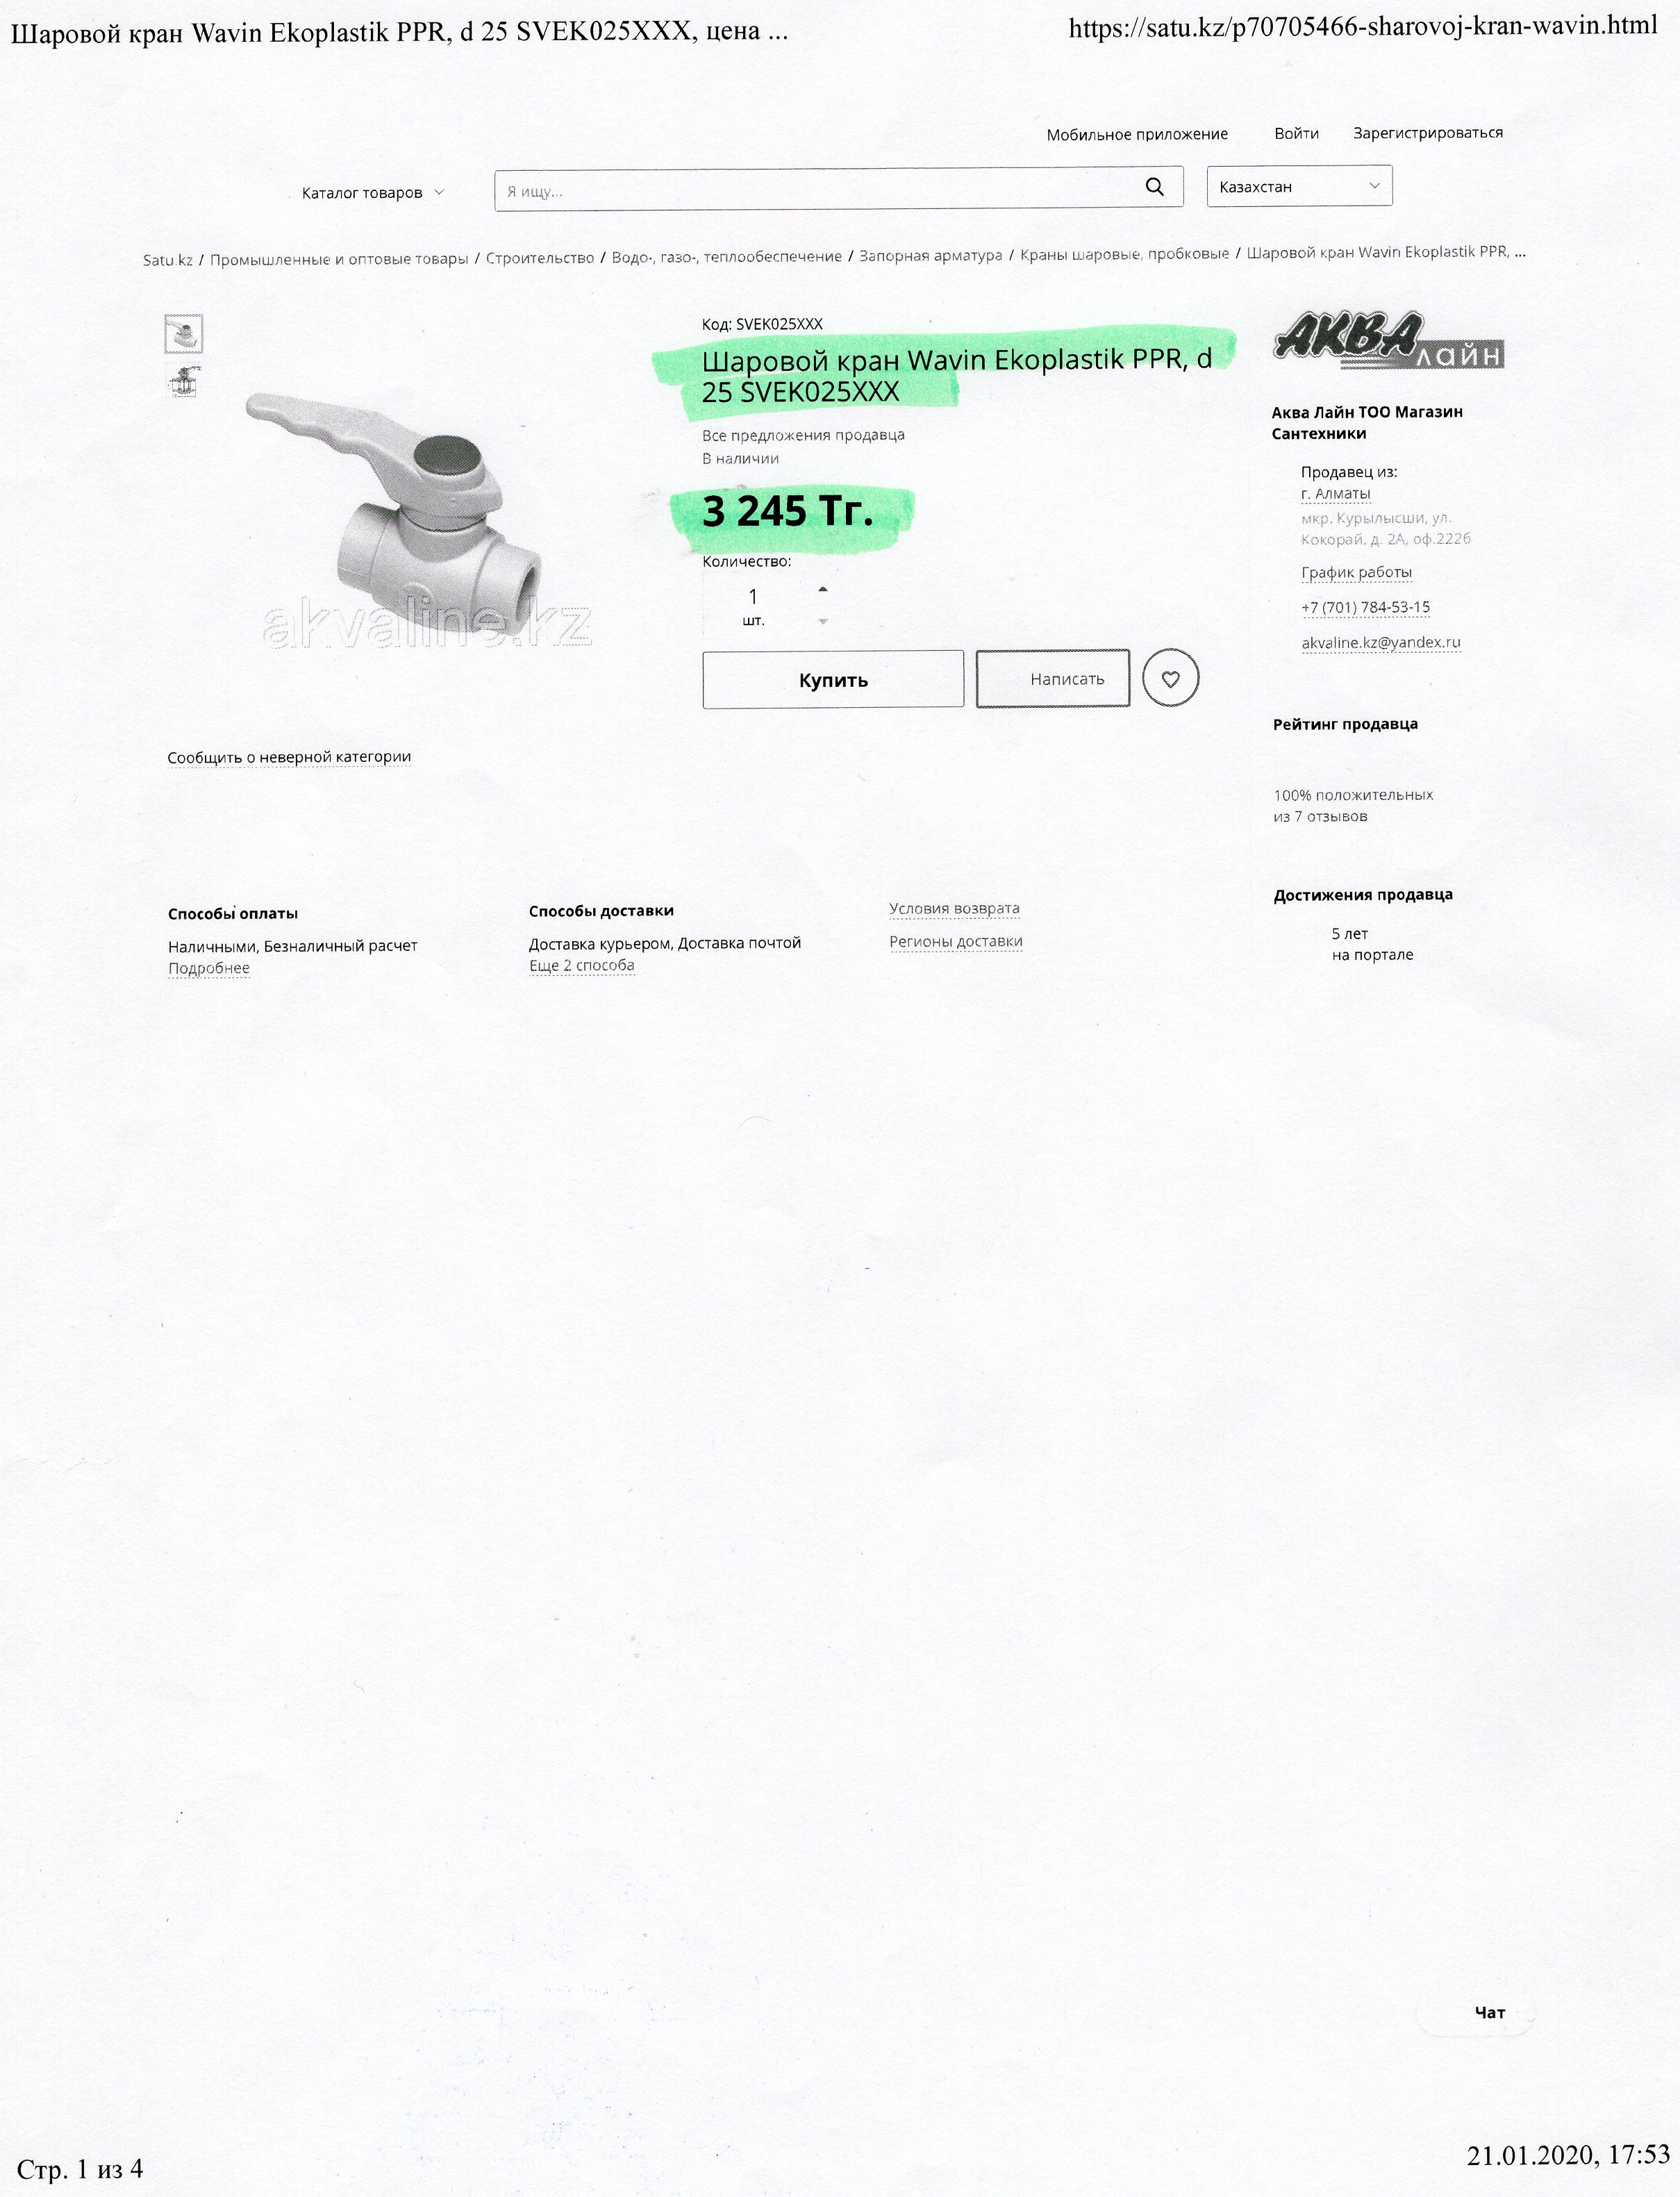 Шаровой кран Wavin Ekoplastik PPR, d 25 SVEK025XXX, цена ...
https://satu.kz/p70705466-sharovoj-kran-wavin.html
Мобильное приложение Войти Зарегистрироваться
Каталог товаров Я ищу... Казахстан
Satu.kz / Промышленные и оптовые товары / Строительство / Водо-, газо-, теплообеспечение / Запорная арматура / Краны шаровые, пробковые / Шаровой кран Wavin Ekoplastik PPR, ...
akvaline.kz
Код: SVEK025XXX
Шаровой кран Wavin Ekoplastik PPR, d
25 SVEK025XXX
Все предложения продавца
В наличии
3 245 Тг.
Количество:
1
шт.
Купить Написать
АКВА
лайн
Аква Лайн ТОО Магазин
Сантехники
Продавец из:
г. Алматы
мкр. Курылысши, ул.
Кокорай, д. 2А, оф.222б
График работы
+7 (701) 784-53-15
akvaline.kz@yandex.ru
Рейтинг продавца
100% положительных
из 7 отзывов
Достижения продавца
5 лет
на портале
Сообщить о неверной категории
Способы оплаты
Наличными, Безналичный расчет
Подробнее
Способы доставки
Доставка курьером, Доставка почтой
Еще 2 способа
Условия возврата
Регионы доставки
Чат
Стр. 1 из 4
21.01.2020, 17:53